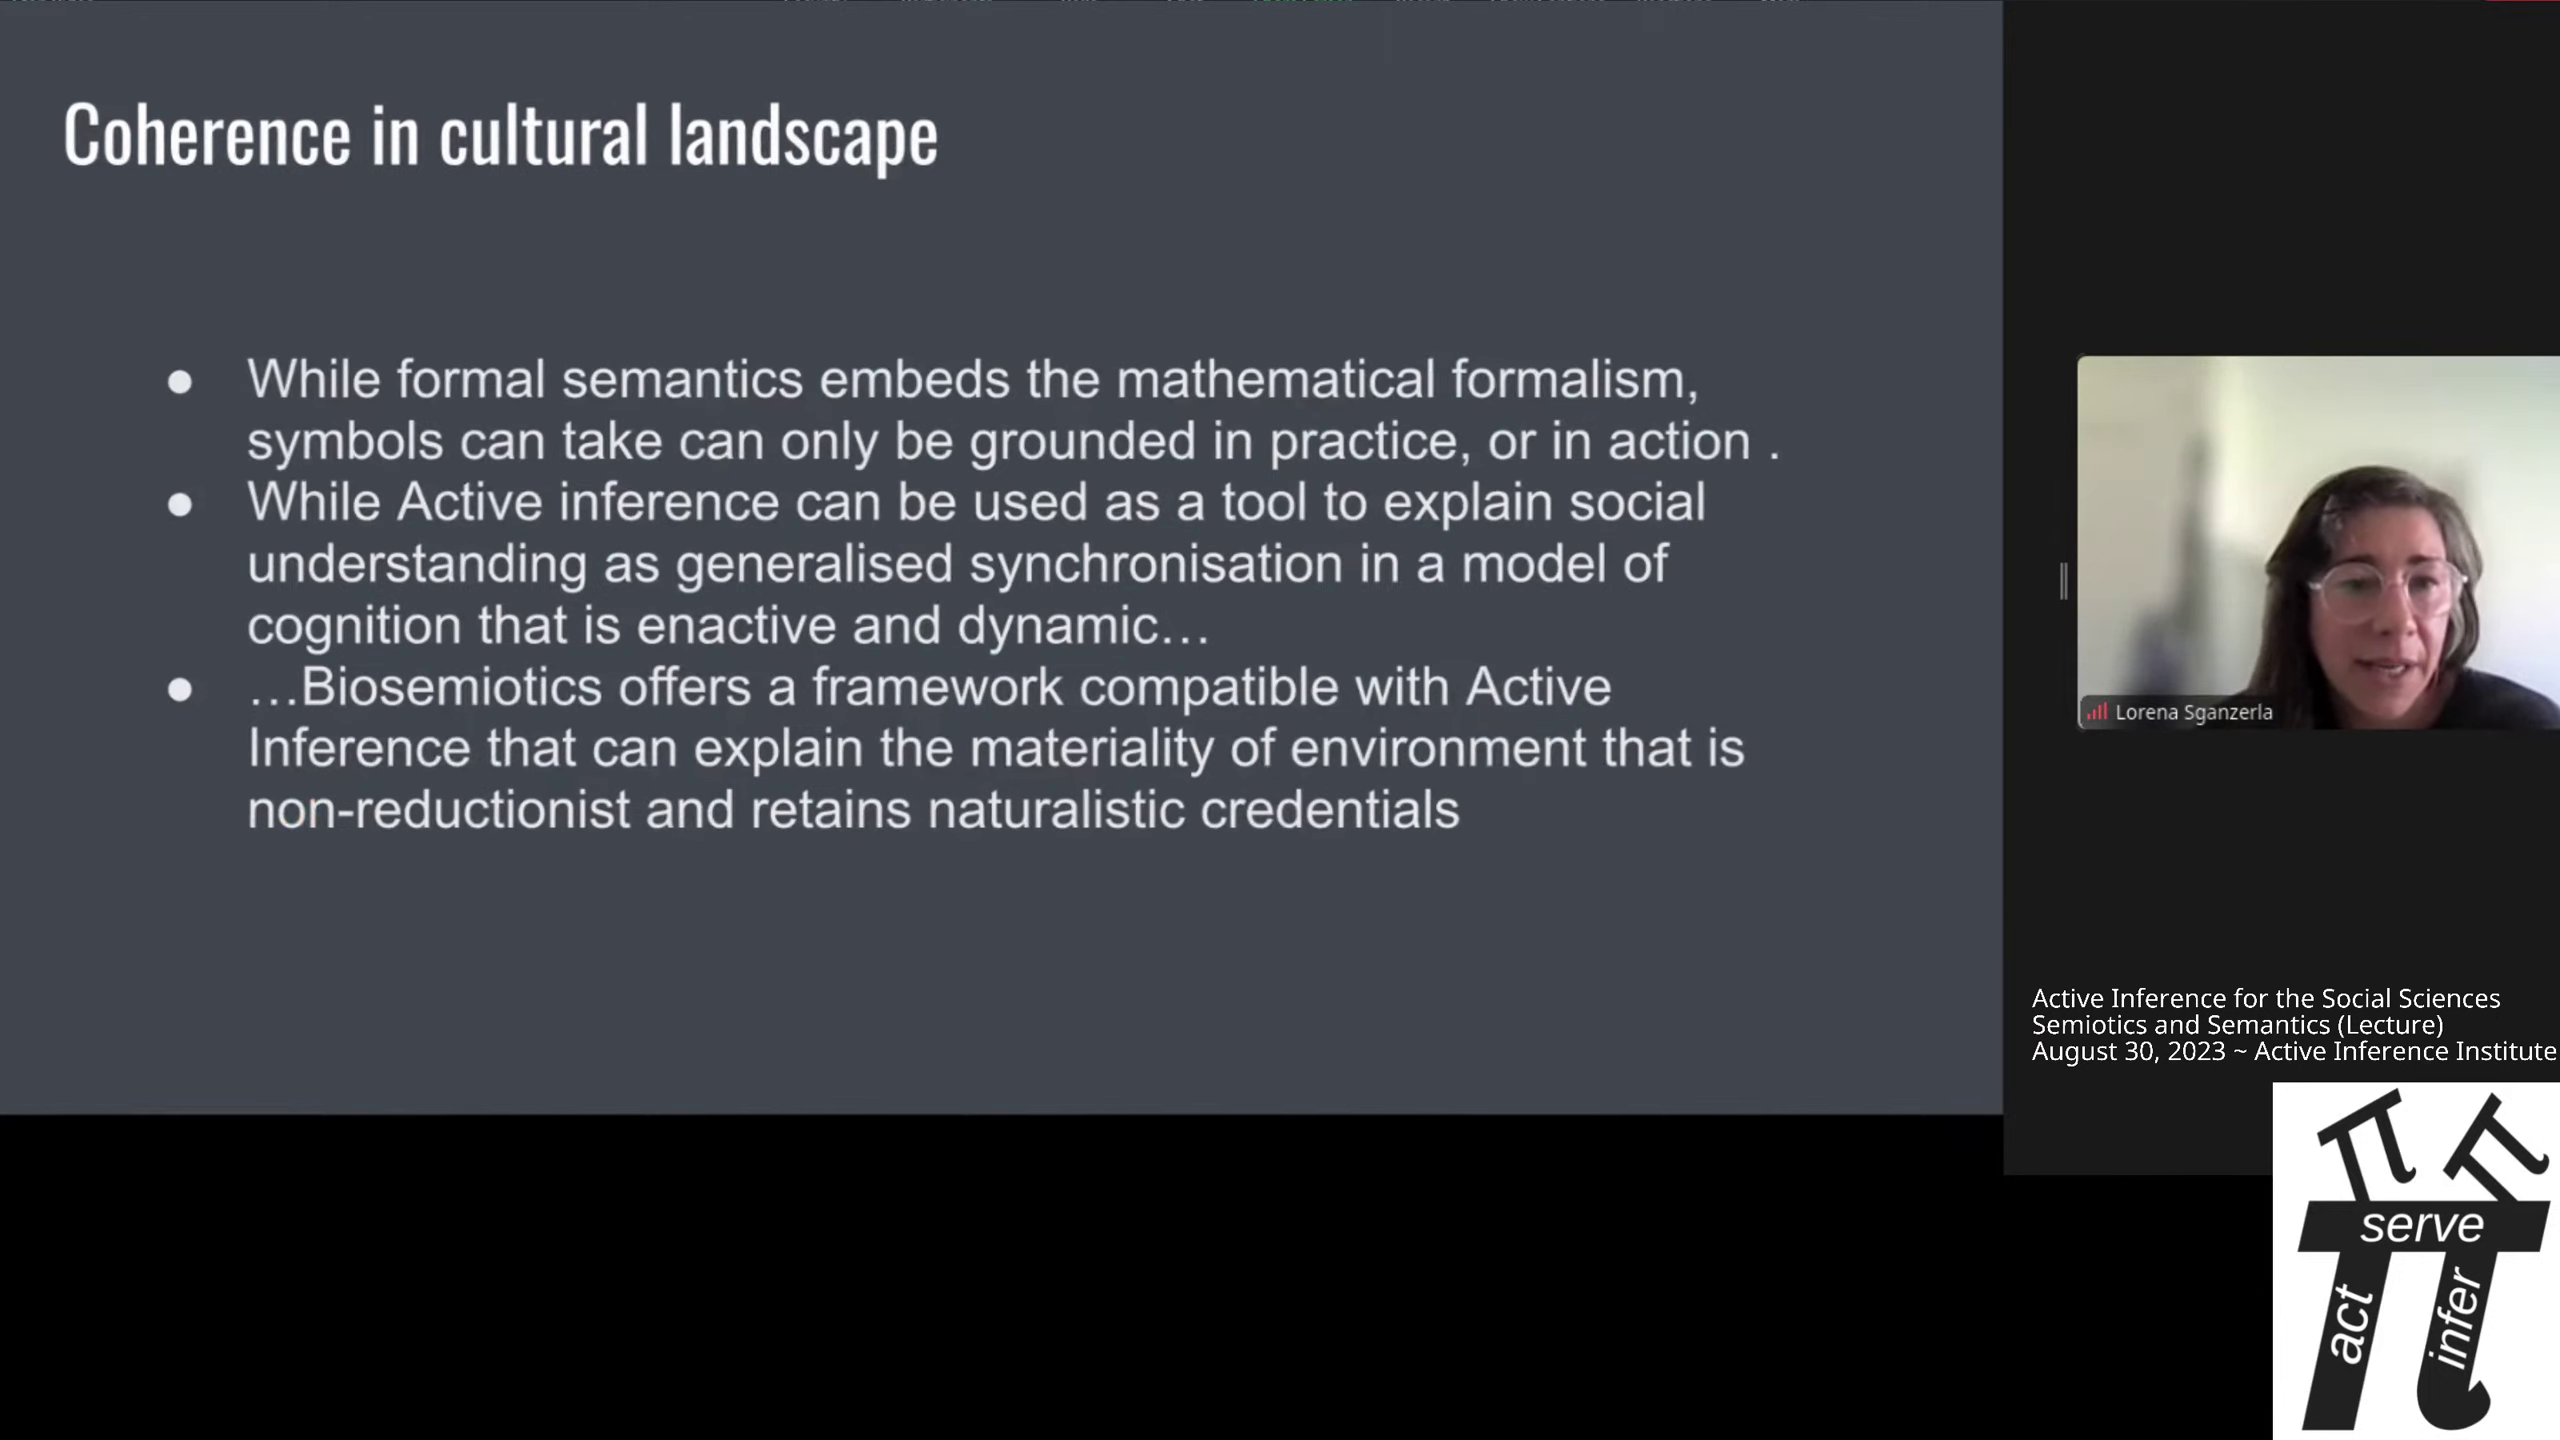 Coherence in cultural landscape
● While formal semantics embeds the mathematical formalism,
symbols can take can only be grounded in practice, or in action .
● While Active inference can be used as a tool to explain social
understanding as generalised synchronisation in a model of
cognition that is enactive and dynamic…
● …Biosemiotics offers a framework compatible with Active
Inference that can explain the materiality of environment that is
non-reductionist and retains naturalistic credentials
Lorena Sganzerla
Active Inference for the Social Sciences
Semiotics and Semantics (Lecture)
August 30, 2023 ~ Active Inference Institute
serve
act
infer